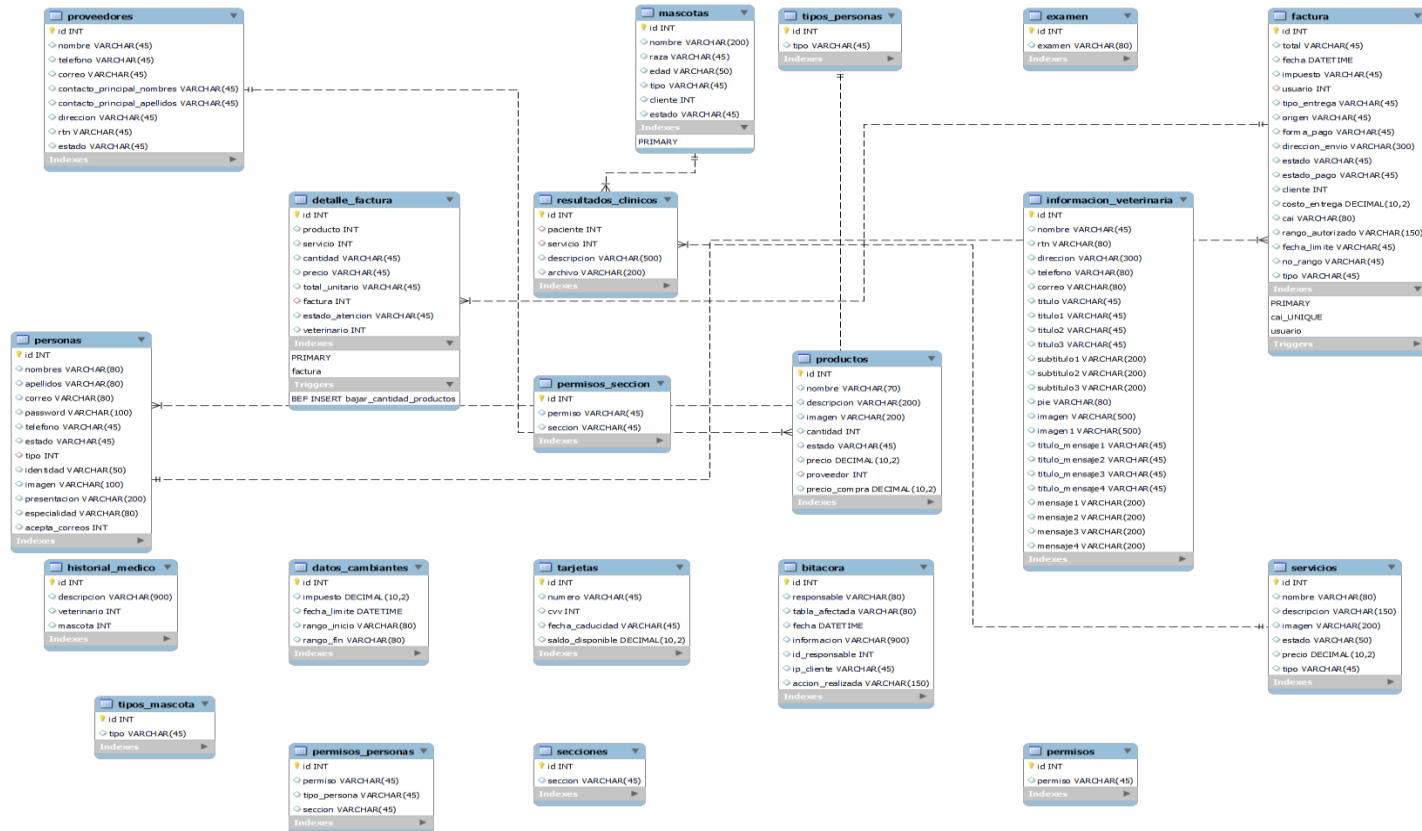 proveedores
id INT
nombre VARCHAR(45)
telefono VARCHAR(45)
correo VARCHAR(45)
contacto_principal_nombres VARCHAR(45)
contacto_principal_apellidos VARCHAR(45)
direccion VARCHAR(45)
rtn VARCHAR(45)
estado VARCHAR(45)
Indexes
mascotas
id INT
nombre VARCHAR(200)
raza VARCHAR(45)
edad VARCHAR(50)
tipo VARCHAR(45)
cliente INT
estado VARCHAR(45)
Indexes
PRIMARY
tipos_personas
id INT
tipo VARCHAR(45)
Indexes
examen
id INT
examen VARCHAR(80)
Indexes
factura
id INT
total VARCHAR(45)
fecha DATETIME
impuesto VARCHAR(45)
usuario INT
tipo_entrega VARCHAR(45)
origen VARCHAR(45)
forma_pago VARCHAR(45)
direccion_envio VARCHAR(300)
estado VARCHAR(45)
estado_pago VARCHAR(45)
cliente INT
costo_entrega DECIMAL(10,2)
cai VARCHAR(80)
rango_autorizado VARCHAR(150)
fecha_limite VARCHAR(45)
no_rango VARCHAR(45)
tipo VARCHAR(45)
Indexes
PRIMARY
cai_UNIQUE
usuario
Triggers
detalle_factura
id INT
producto INT
servicio INT
cantidad VARCHAR(45)
precio VARCHAR(45)
total_unitario VARCHAR(45)
factura INT
estado_atencion VARCHAR(45)
veterinario INT
Indexes
PRIMARY
factura
Triggers
BEF INSERT bajar_cantidad_productos
resultados_clinicos
id INT
paciente INT
servicio INT
descripcion VARCHAR(500)
archivo VARCHAR(200)
Indexes
informacion_veterinaria
id INT
nombre VARCHAR(45)
rtn VARCHAR(80)
direccion VARCHAR(300)
telefono VARCHAR(80)
correo VARCHAR(80)
titulo VARCHAR(45)
titulo1 VARCHAR(45)
titulo2 VARCHAR(45)
titulo3 VARCHAR(45)
subtitulo1 VARCHAR(200)
subtitulo2 VARCHAR(200)
subtitulo3 VARCHAR(200)
pie VARCHAR(80)
imagen VARCHAR(500)
imagen1 VARCHAR(500)
titulo_mensaje1 VARCHAR(45)
titulo_mensaje2 VARCHAR(45)
titulo_mensaje3 VARCHAR(45)
titulo_mensaje4 VARCHAR(45)
mensaje1 VARCHAR(200)
mensaje2 VARCHAR(200)
mensaje3 VARCHAR(200)
mensaje4 VARCHAR(200)
Indexes
personas
id INT
nombres VARCHAR(80)
apellidos VARCHAR(80)
correo VARCHAR(80)
password VARCHAR(100)
telefono VARCHAR(45)
estado VARCHAR(45)
tipo INT
identidad VARCHAR(50)
imagen VARCHAR(100)
presentacion VARCHAR(200)
especialidad VARCHAR(80)
acepta_correos INT
Indexes
permisos_seccion
id INT
permiso VARCHAR(45)
seccion VARCHAR(45)
Indexes
productos
id INT
nombre VARCHAR(70)
descripcion VARCHAR(200)
imagen VARCHAR(200)
cantidad INT
estado VARCHAR(45)
precio DECIMAL(10,2)
proveedor INT
precio_compra DECIMAL(10,2)
Indexes
historial_medico
id INT
descripcion VARCHAR(900)
veterinario INT
mascota INT
Indexes
datos_cambiantes
id INT
impuesto DECIMAL(10,2)
fecha_limite DATETIME
rango_inicio VARCHAR(80)
rango_fin VARCHAR(80)
Indexes
tarjetas
id INT
numero VARCHAR(45)
cvv INT
fecha_caducidad VARCHAR(45)
saldo_disponible DECIMAL(10,2)
Indexes
bitacora
id INT
responsable VARCHAR(80)
tabla_afectada VARCHAR(80)
fecha DATETIME
informacion VARCHAR(900)
id_responsable INT
ip_cliente VARCHAR(45)
accion_realizada VARCHAR(150)
Indexes
servicios
id INT
nombre VARCHAR(80)
descripcion VARCHAR(150)
imagen VARCHAR(200)
estado VARCHAR(50)
precio DECIMAL(10,2)
tipo VARCHAR(45)
Indexes
tipos_mascota
id INT
tipo VARCHAR(45)
Indexes
permisos_personas
id INT
permiso VARCHAR(45)
tipo_persona VARCHAR(45)
seccion VARCHAR(45)
Indexes
secciones
id INT
seccion VARCHAR(45)
Indexes
permisos
id INT
permiso VARCHAR(45)
Indexes